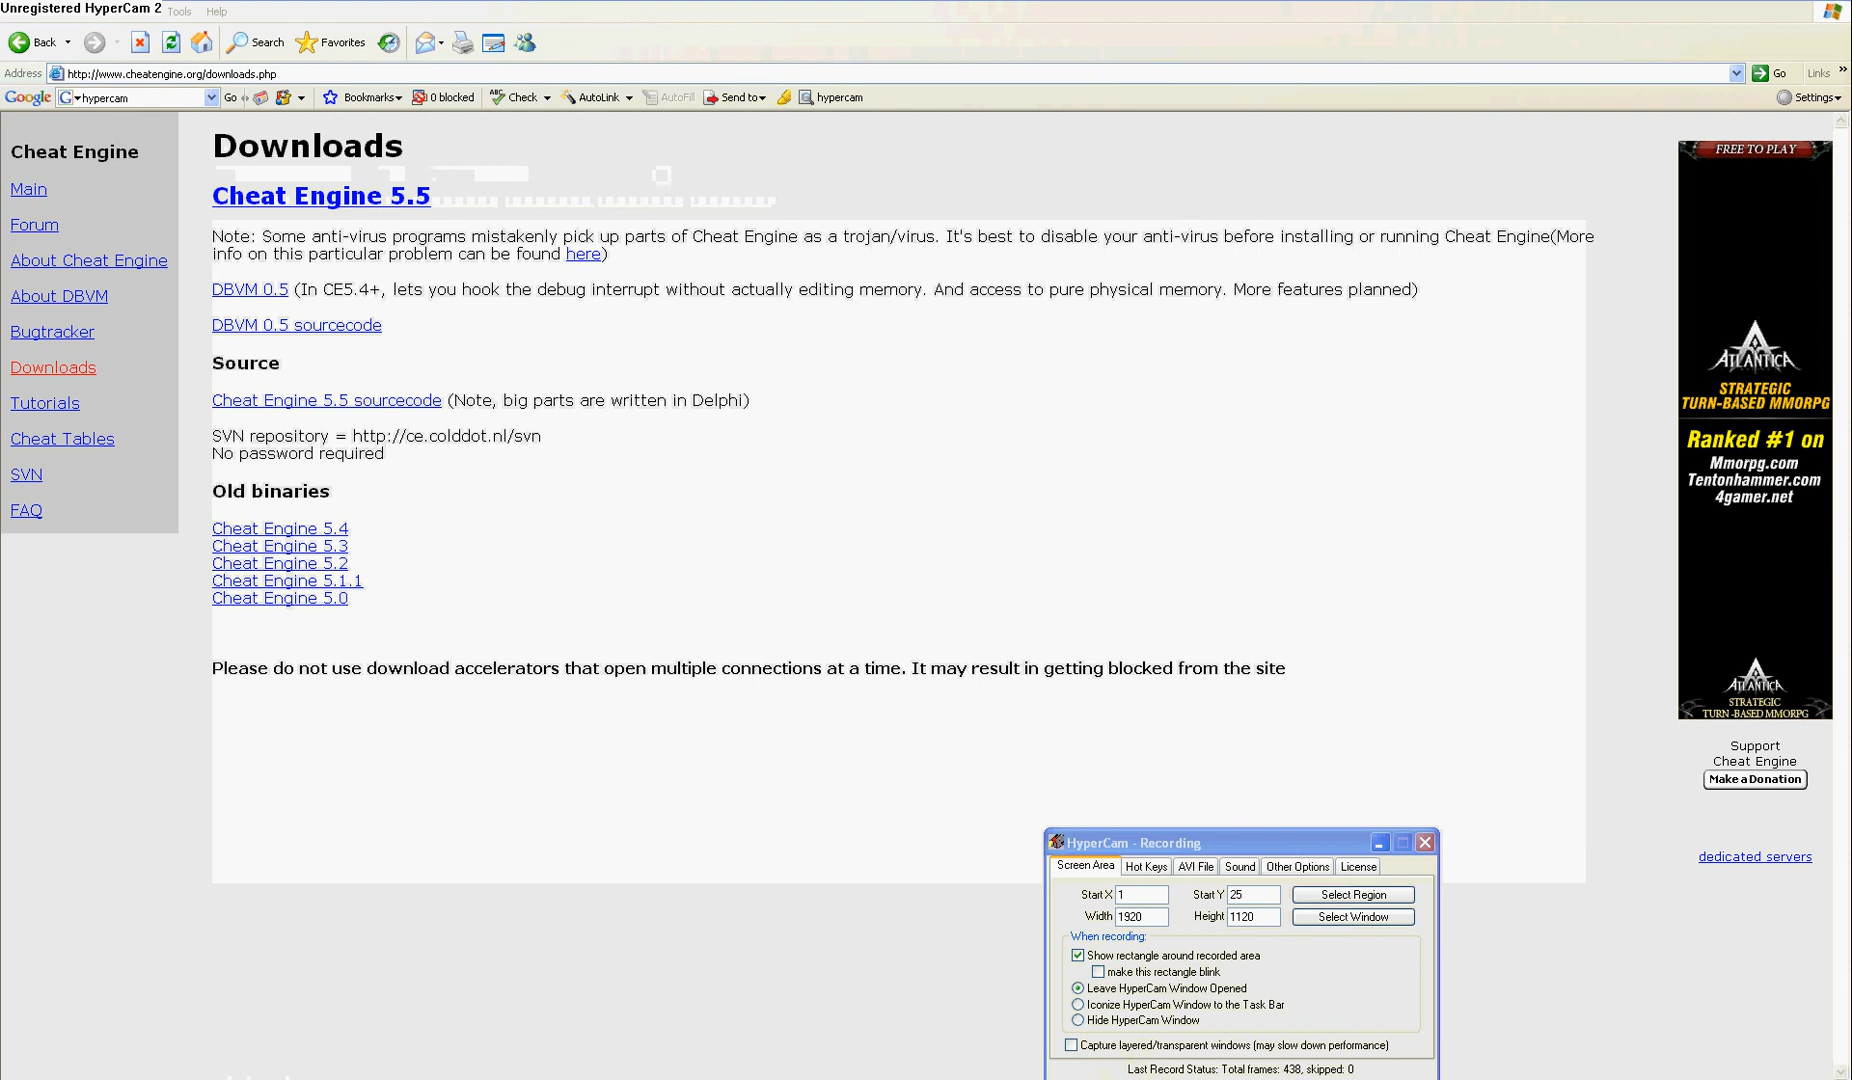 Unregistered HyperCam 2
Tools Help
Back Search Favorites
Address http://www.cheatengine.org/downloads.php Go Links »
Google G hypercam Go Bookmarks 0 blocked Check AutoLink AutoFill Send to hypercam Settings
Cheat Engine
Main
Forum
About Cheat Engine
About DBVM
Bugtracker
Downloads
Tutorials
Cheat Tables
SVN
FAQ
Downloads
Cheat Engine 5.5
Note: Some anti-virus programs mistakenly pick up parts of Cheat Engine as a trojan/virus. It's best to disable your anti-virus before installing or running Cheat Engine(More
info on this particular problem can be found here)
DBVM 0.5 (In CE5.4+, lets you hook the debug interrupt without actually editing memory. And access to pure physical memory. More features planned)
DBVM 0.5 sourcecode
Source
Cheat Engine 5.5 sourcecode (Note, big parts are written in Delphi)
SVN repository = http://ce.colddot.nl/svn
No password required
Old binaries
Cheat Engine 5.4
Cheat Engine 5.3
Cheat Engine 5.2
Cheat Engine 5.1.1
Cheat Engine 5.0
Please do not use download accelerators that open multiple connections at a time. It may result in getting blocked from the site
FREE TO PLAY
ATLANTICA
STRATEGIC
TURN-BASED MMORPG
Ranked #1 on
Mmorpg.com
Tentonhammer.com
4gamer.net
ATLANTICA
STRATEGIC
TURN-BASED MMORPG
Support
Cheat Engine
Make a Donation
dedicated servers
HyperCam - Recording
Screen Area Hot Keys AVI File Sound Other Options License
Start X 1 Start Y 25 Select Region
Width 1920 Height 1120 Select Window
When recording:
Show rectangle around recorded area
make this rectangle blink
Leave HyperCam Window Opened
Iconize HyperCam Window to the Task Bar
Hide HyperCam Window
Capture layered/transparent windows (may slow down performance)
Last Record Status: Total frames: 438, skipped: 0